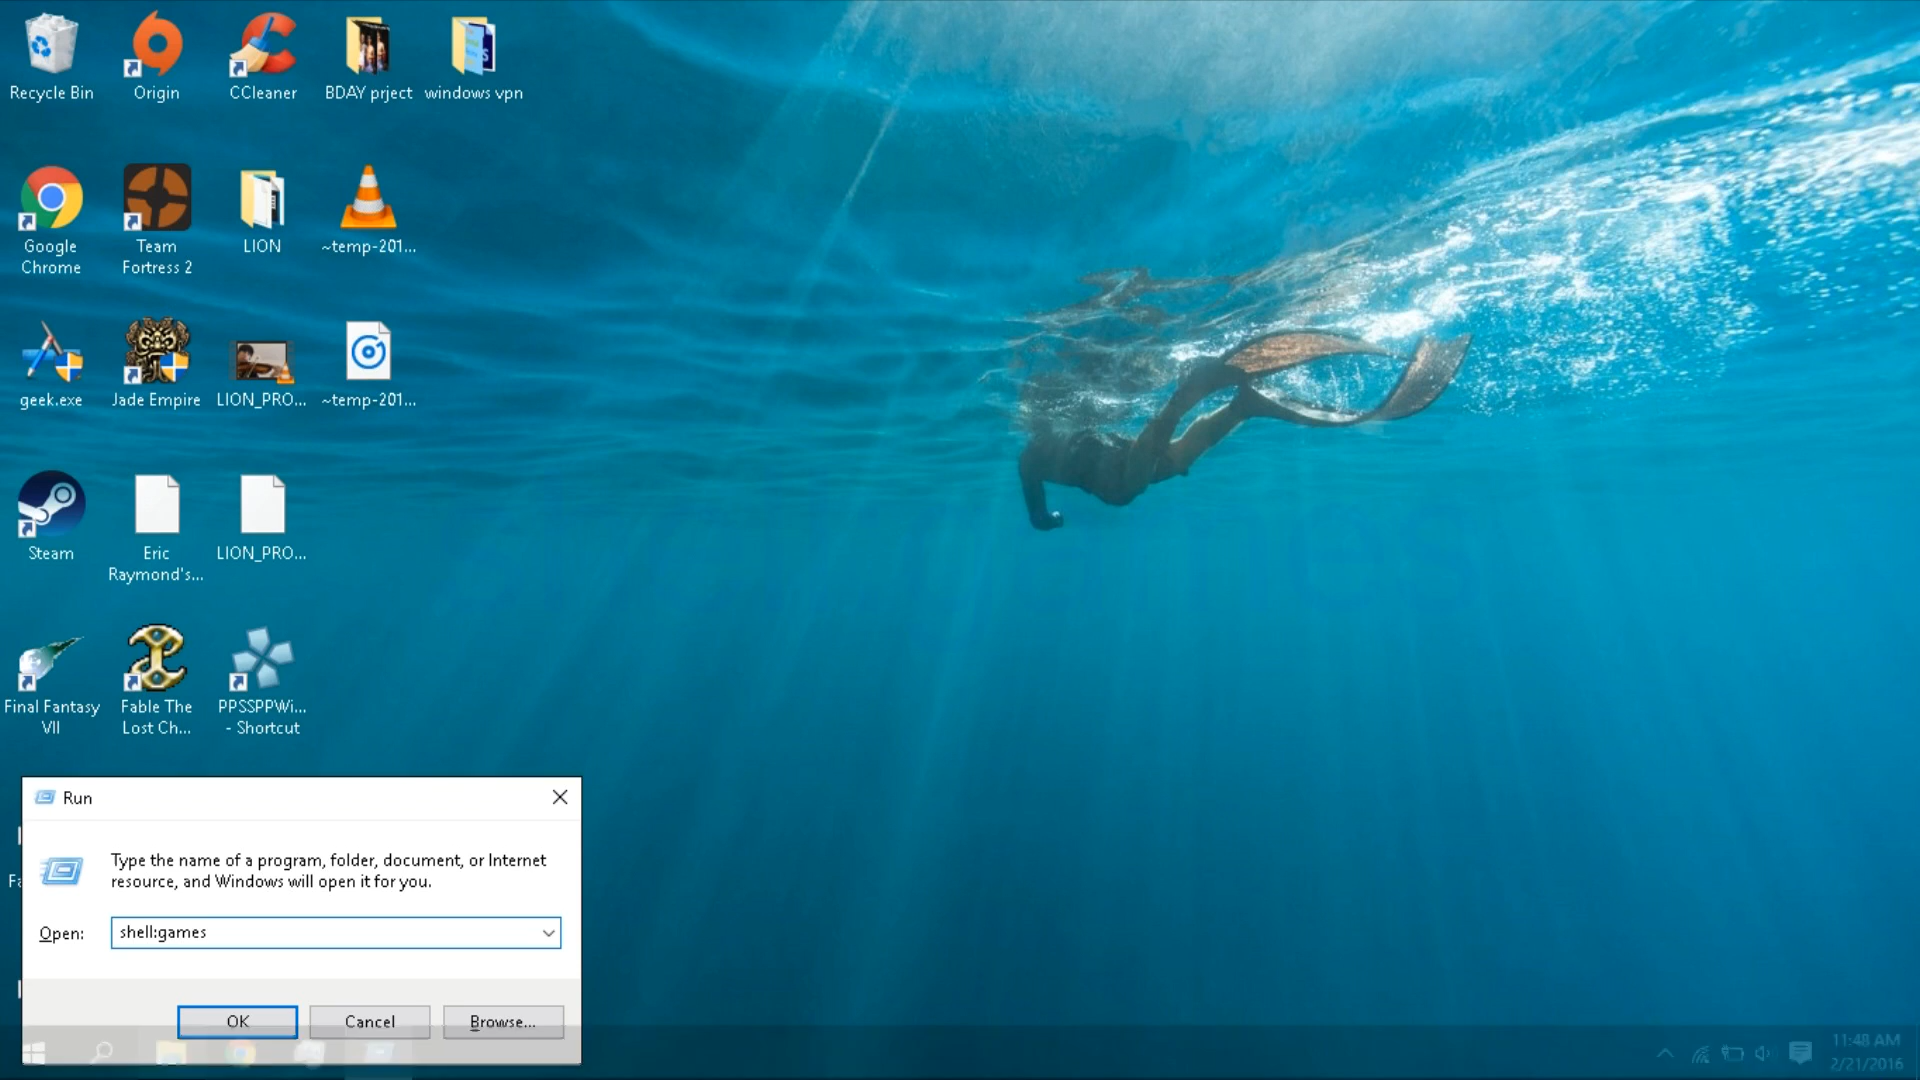 Recycle Bin
Origin
CCleaner
BDAY prject
windows vpn
Google
Chrome
Team
Fortress 2
LION
~temp-201...
geek.exe
Jade Empire
LION_PRO...
~temp-201...
Steam
Eric
Raymond's...
LION_PRO...
Final Fantasy
VII
Fable The
Lost Ch...
PPSSPPWi...
- Shortcut
Run
Type the name of a program, folder, document, or Internet
resource, and Windows will open it for you.
Open:
shell:games
OK
Cancel
Browse...
11:48 AM
2/21/2016